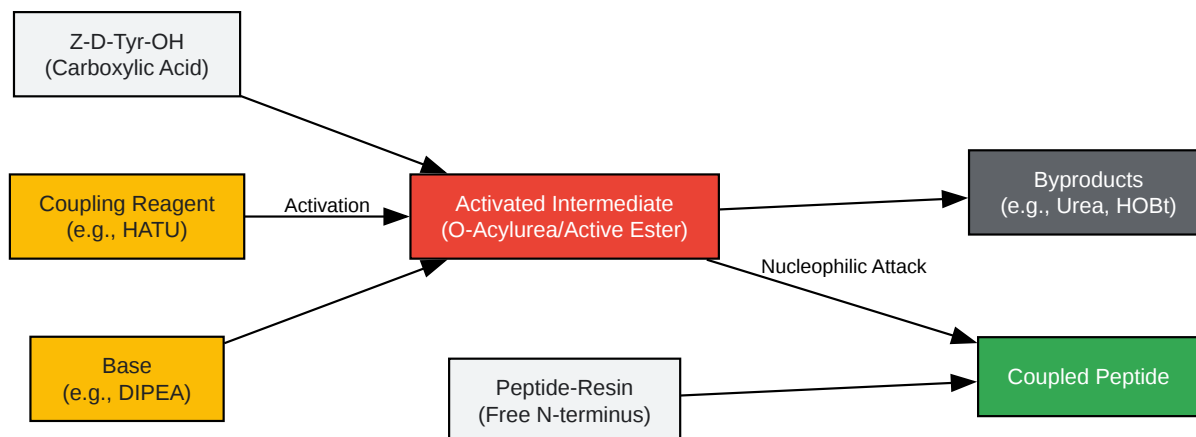 Z-D-Tyr-OH
(Carboxylic Acid)
Coupling Reagent
(e.g., HATU)
Activation
Base
(e.g., DIPEA)
Activated Intermediate
(O-Acylurea/Active Ester)
Nucleophilic Attack
Peptide-Resin
(Free N-terminus)
Byproducts
(e.g., Urea, HOBt)
Coupled Peptide